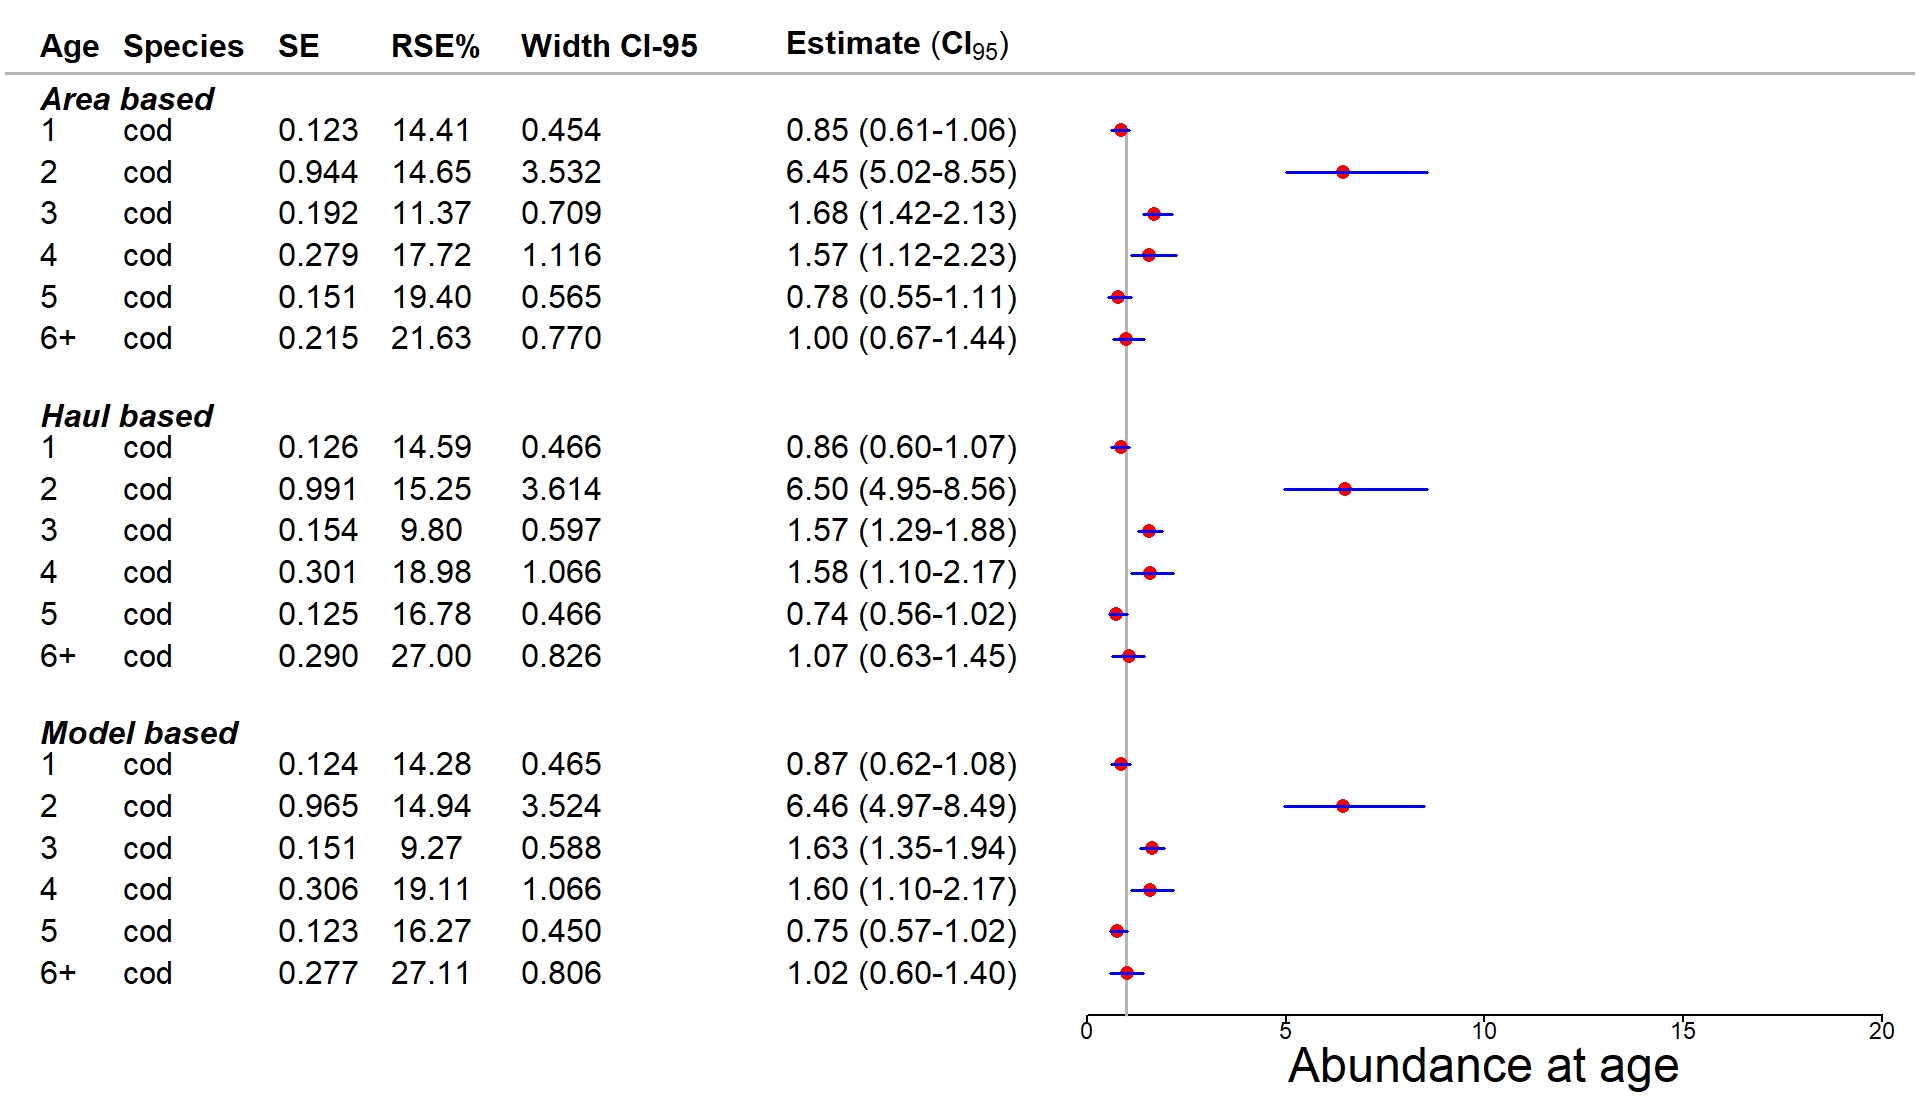 Age Species SE RSE% Width CI-95 Estimate (CI95)
Area based
1 cod 0.123 14.41 0.454 0.85 (0.61-1.06)
2 cod 0.944 14.65 3.532 6.45 (5.02-8.55)
3 cod 0.192 11.37 0.709 1.68 (1.42-2.13)
4 cod 0.279 17.72 1.116 1.57 (1.12-2.23)
5 cod 0.151 19.40 0.565 0.78 (0.55-1.11)
6+ cod 0.215 21.63 0.770 1.00 (0.67-1.44)
Haul based
1 cod 0.126 14.59 0.466 0.86 (0.60-1.07)
2 cod 0.991 15.25 3.614 6.50 (4.95-8.56)
3 cod 0.154 9.80 0.597 1.57 (1.29-1.88)
4 cod 0.301 18.98 1.066 1.58 (1.10-2.17)
5 cod 0.125 16.78 0.466 0.74 (0.56-1.02)
6+ cod 0.290 27.00 0.826 1.07 (0.63-1.45)
Model based
1 cod 0.124 14.28 0.465 0.87 (0.62-1.08)
2 cod 0.965 14.94 3.524 6.46 (4.97-8.49)
3 cod 0.151 9.27 0.588 1.63 (1.35-1.94)
4 cod 0.306 19.11 1.066 1.60 (1.10-2.17)
5 cod 0.123 16.27 0.450 0.75 (0.57-1.02)
6+ cod 0.277 27.11 0.806 1.02 (0.60-1.40)
0 5 10 15 20
Abundance at age